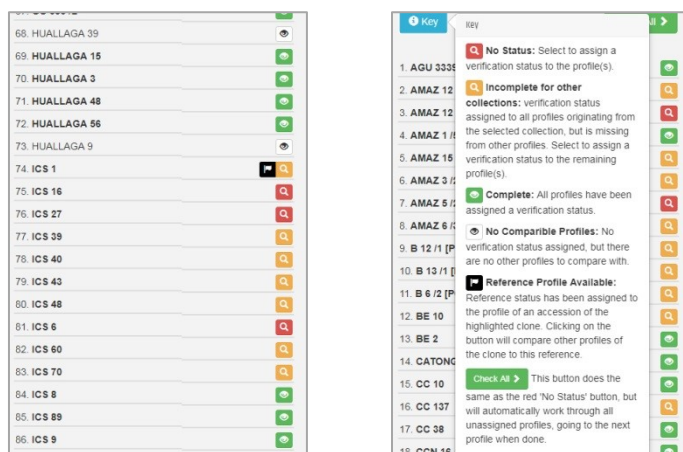 68. HUALLAGA 39
69. HUALLAGA 15
70. HUALLAGA 3
71. HUALLAGA 48
72. HUALLAGA 56
73. HUALLAGA 9
74. ICS 1
75. ICS 16
76. ICS 27
77. ICS 39
78. ICS 40
79. ICS 43
80. ICS 48
81. ICS 6
82. ICS 60
83. ICS 70
84. ICS 8
85. ICS 89
86. ICS 9
Key
All
Key
No Status: Select to assign a
verification status to the profile(s).
Incomplete for other
collections: verification status
assigned to all profiles originating from
the selected collection, but is missing
from other profiles. Select to assign a
verification status to the remaining
profile(s).
Complete: All profiles have been
assigned a verification status.
No Comparible Profiles: No
verification status assigned, but there
are no other profiles to compare with.
Reference Profile Available:
Reference status has been assigned to
the profile of an accession of the
highlighted clone. Clicking on the
button will compare other profiles of
the clone to this reference.
Check All This button does the
same as the red 'No Status' button, but
will automatically work through all
unassigned profiles, going to the next
profile when done.
1. AGU 3339
2. AMAZ 12
3. AMAZ 12
4. AMAZ 1 /
5. AMAZ 15
6. AMAZ 3 /
7. AMAZ 5 /
8. AMAZ 6 /
9. B 12 /1 [P
10. B 13 /1 [
11. B 6 /2 [P
12. BE 10
13. BE 2
14. CATONG
15. CC 10
16. CC 137
17. CC 38
18. CCN 16